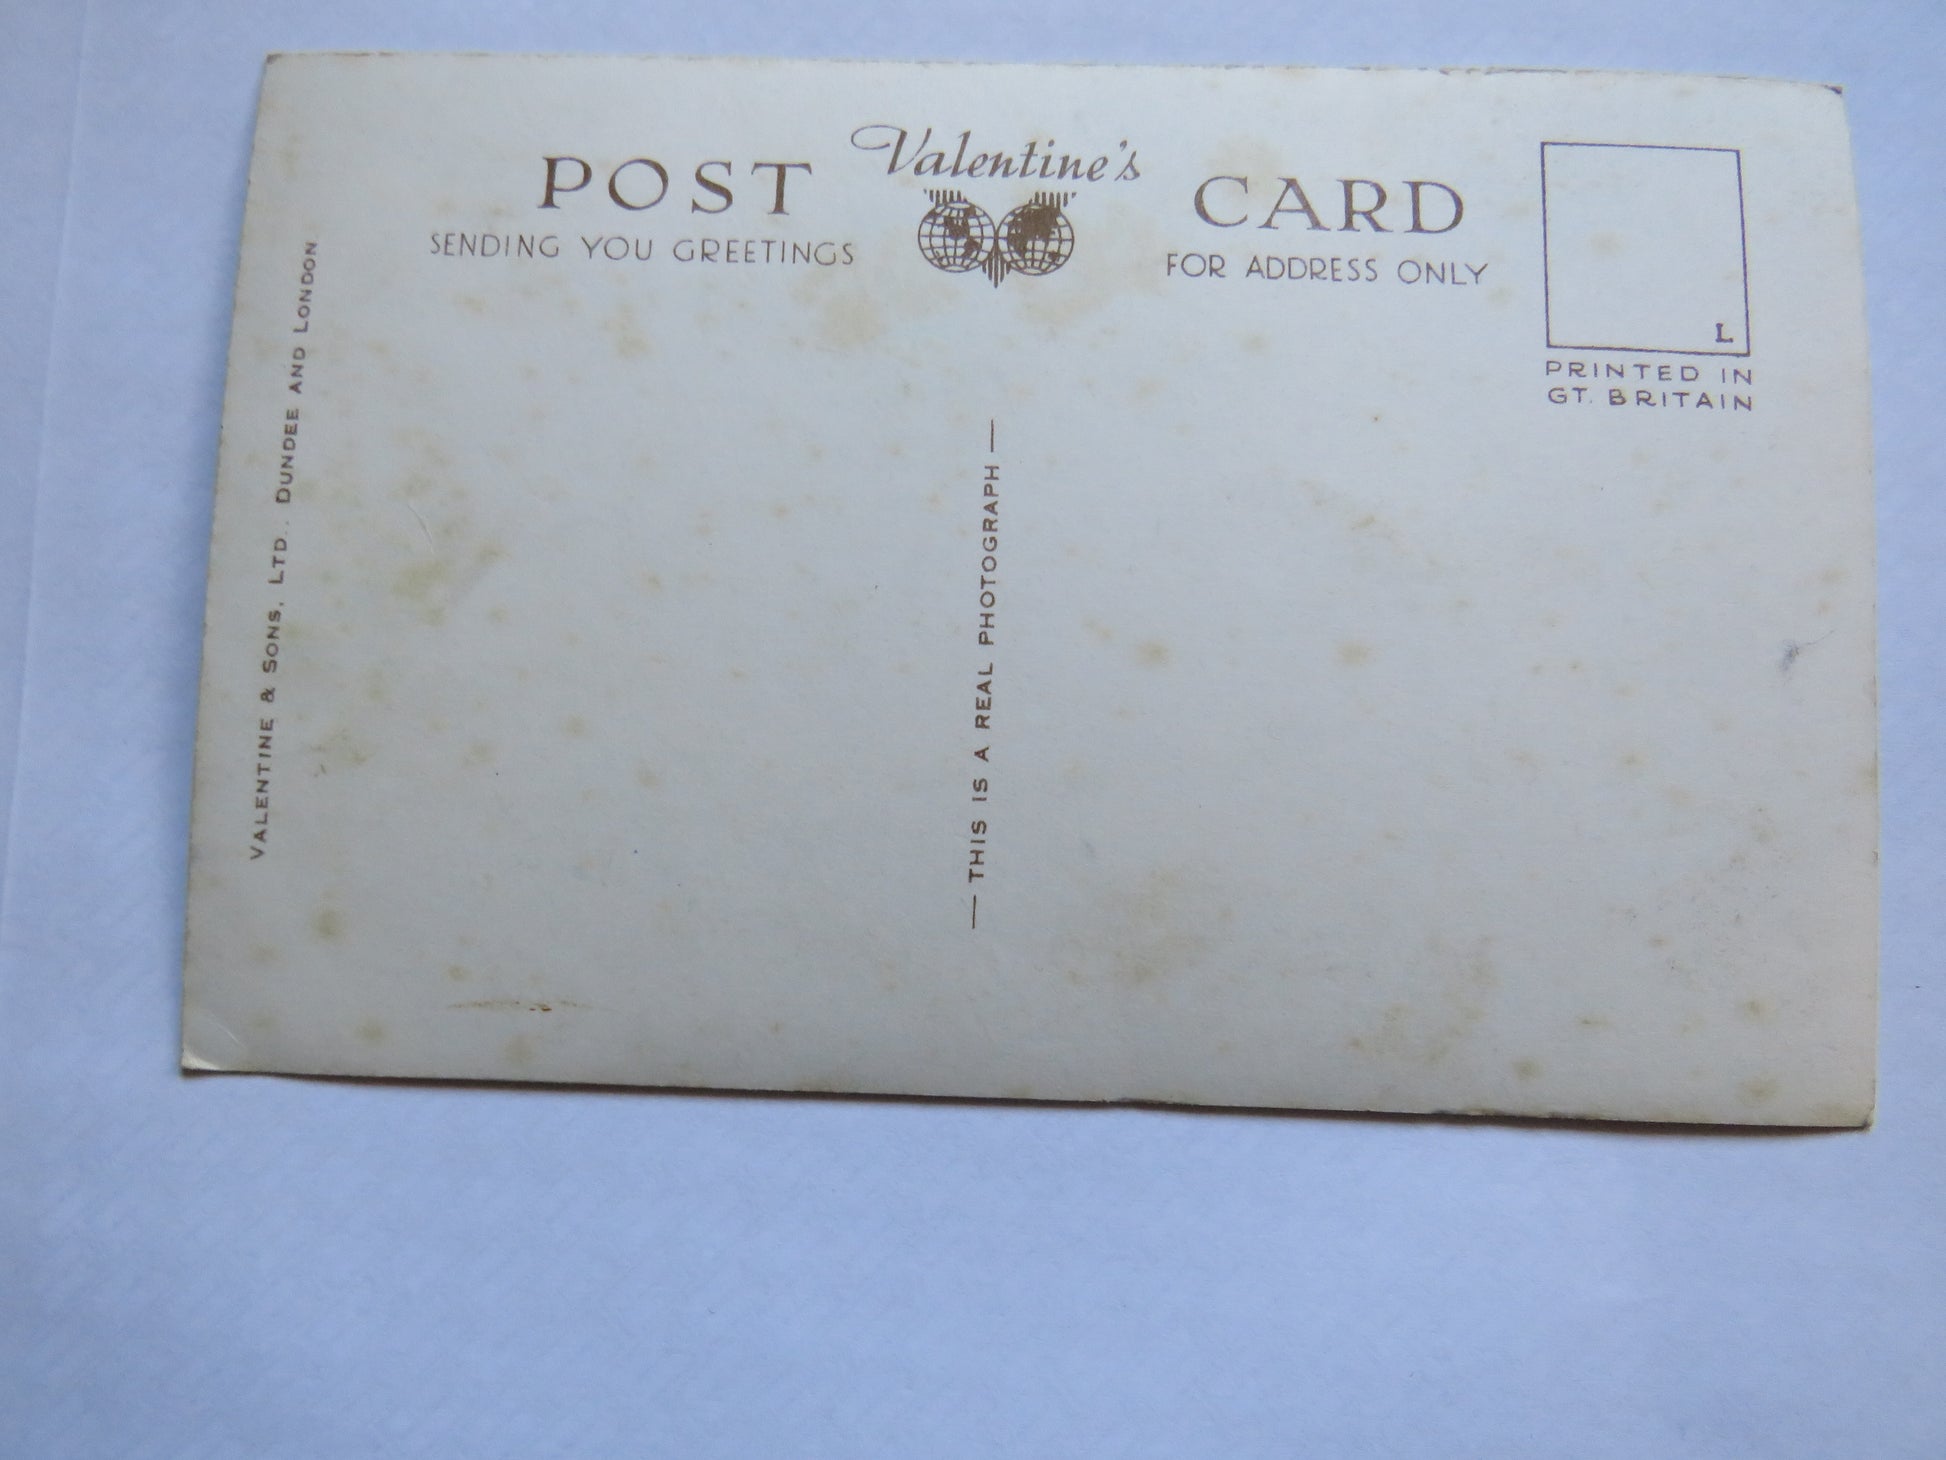 POST Valentine's CARD
SENDING YOU GREETINGS
FOR ADDRESS ONLY
L
PRINTED IN
GT. BRITAIN
VALENTINE & SONS, LTD., DUNDEE AND LONDON
— THIS IS A REAL PHOTOGRAPH —